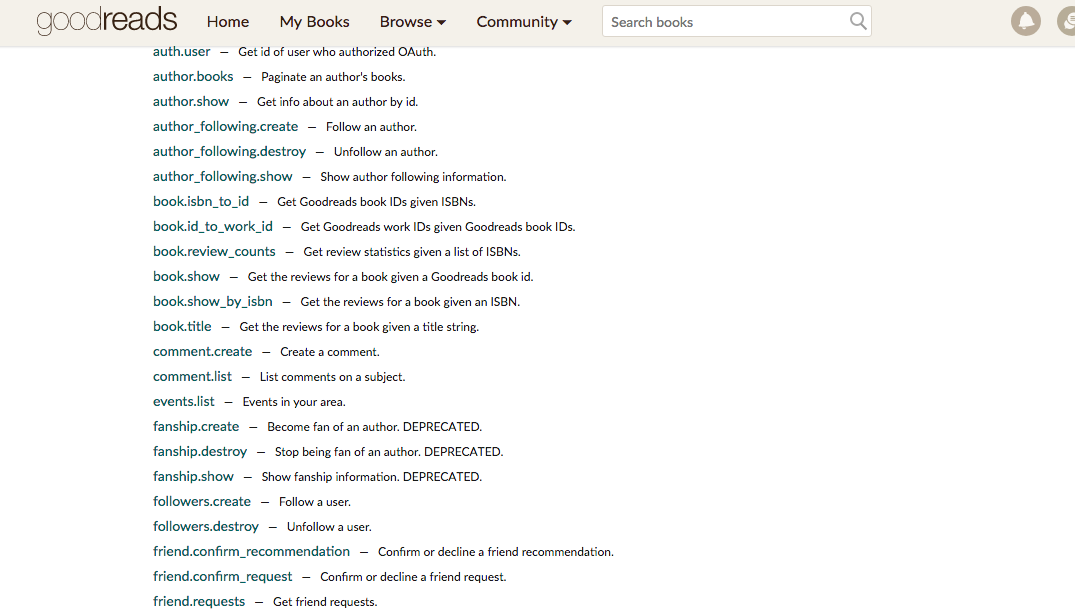 goodreads Home My Books Browse Community Search books
auth.user — Get id of user who authorized OAuth.
author.books — Paginate an author's books.
author.show — Get info about an author by id.
author_following.create — Follow an author.
author_following.destroy — Unfollow an author.
author_following.show — Show author following information.
book.isbn_to_id — Get Goodreads book IDs given ISBNs.
book.id_to_work_id — Get Goodreads work IDs given Goodreads book IDs.
book.review_counts — Get review statistics given a list of ISBNs.
book.show — Get the reviews for a book given a Goodreads book id.
book.show_by_isbn — Get the reviews for a book given an ISBN.
book.title — Get the reviews for a book given a title string.
comment.create — Create a comment.
comment.list — List comments on a subject.
events.list — Events in your area.
fanship.create — Become fan of an author. DEPRECATED.
fanship.destroy — Stop being fan of an author. DEPRECATED.
fanship.show — Show fanship information. DEPRECATED.
followers.create — Follow a user.
followers.destroy — Unfollow a user.
friend.confirm_recommendation — Confirm or decline a friend recommendation.
friend.confirm_request — Confirm or decline a friend request.
friend.requests — Get friend requests.